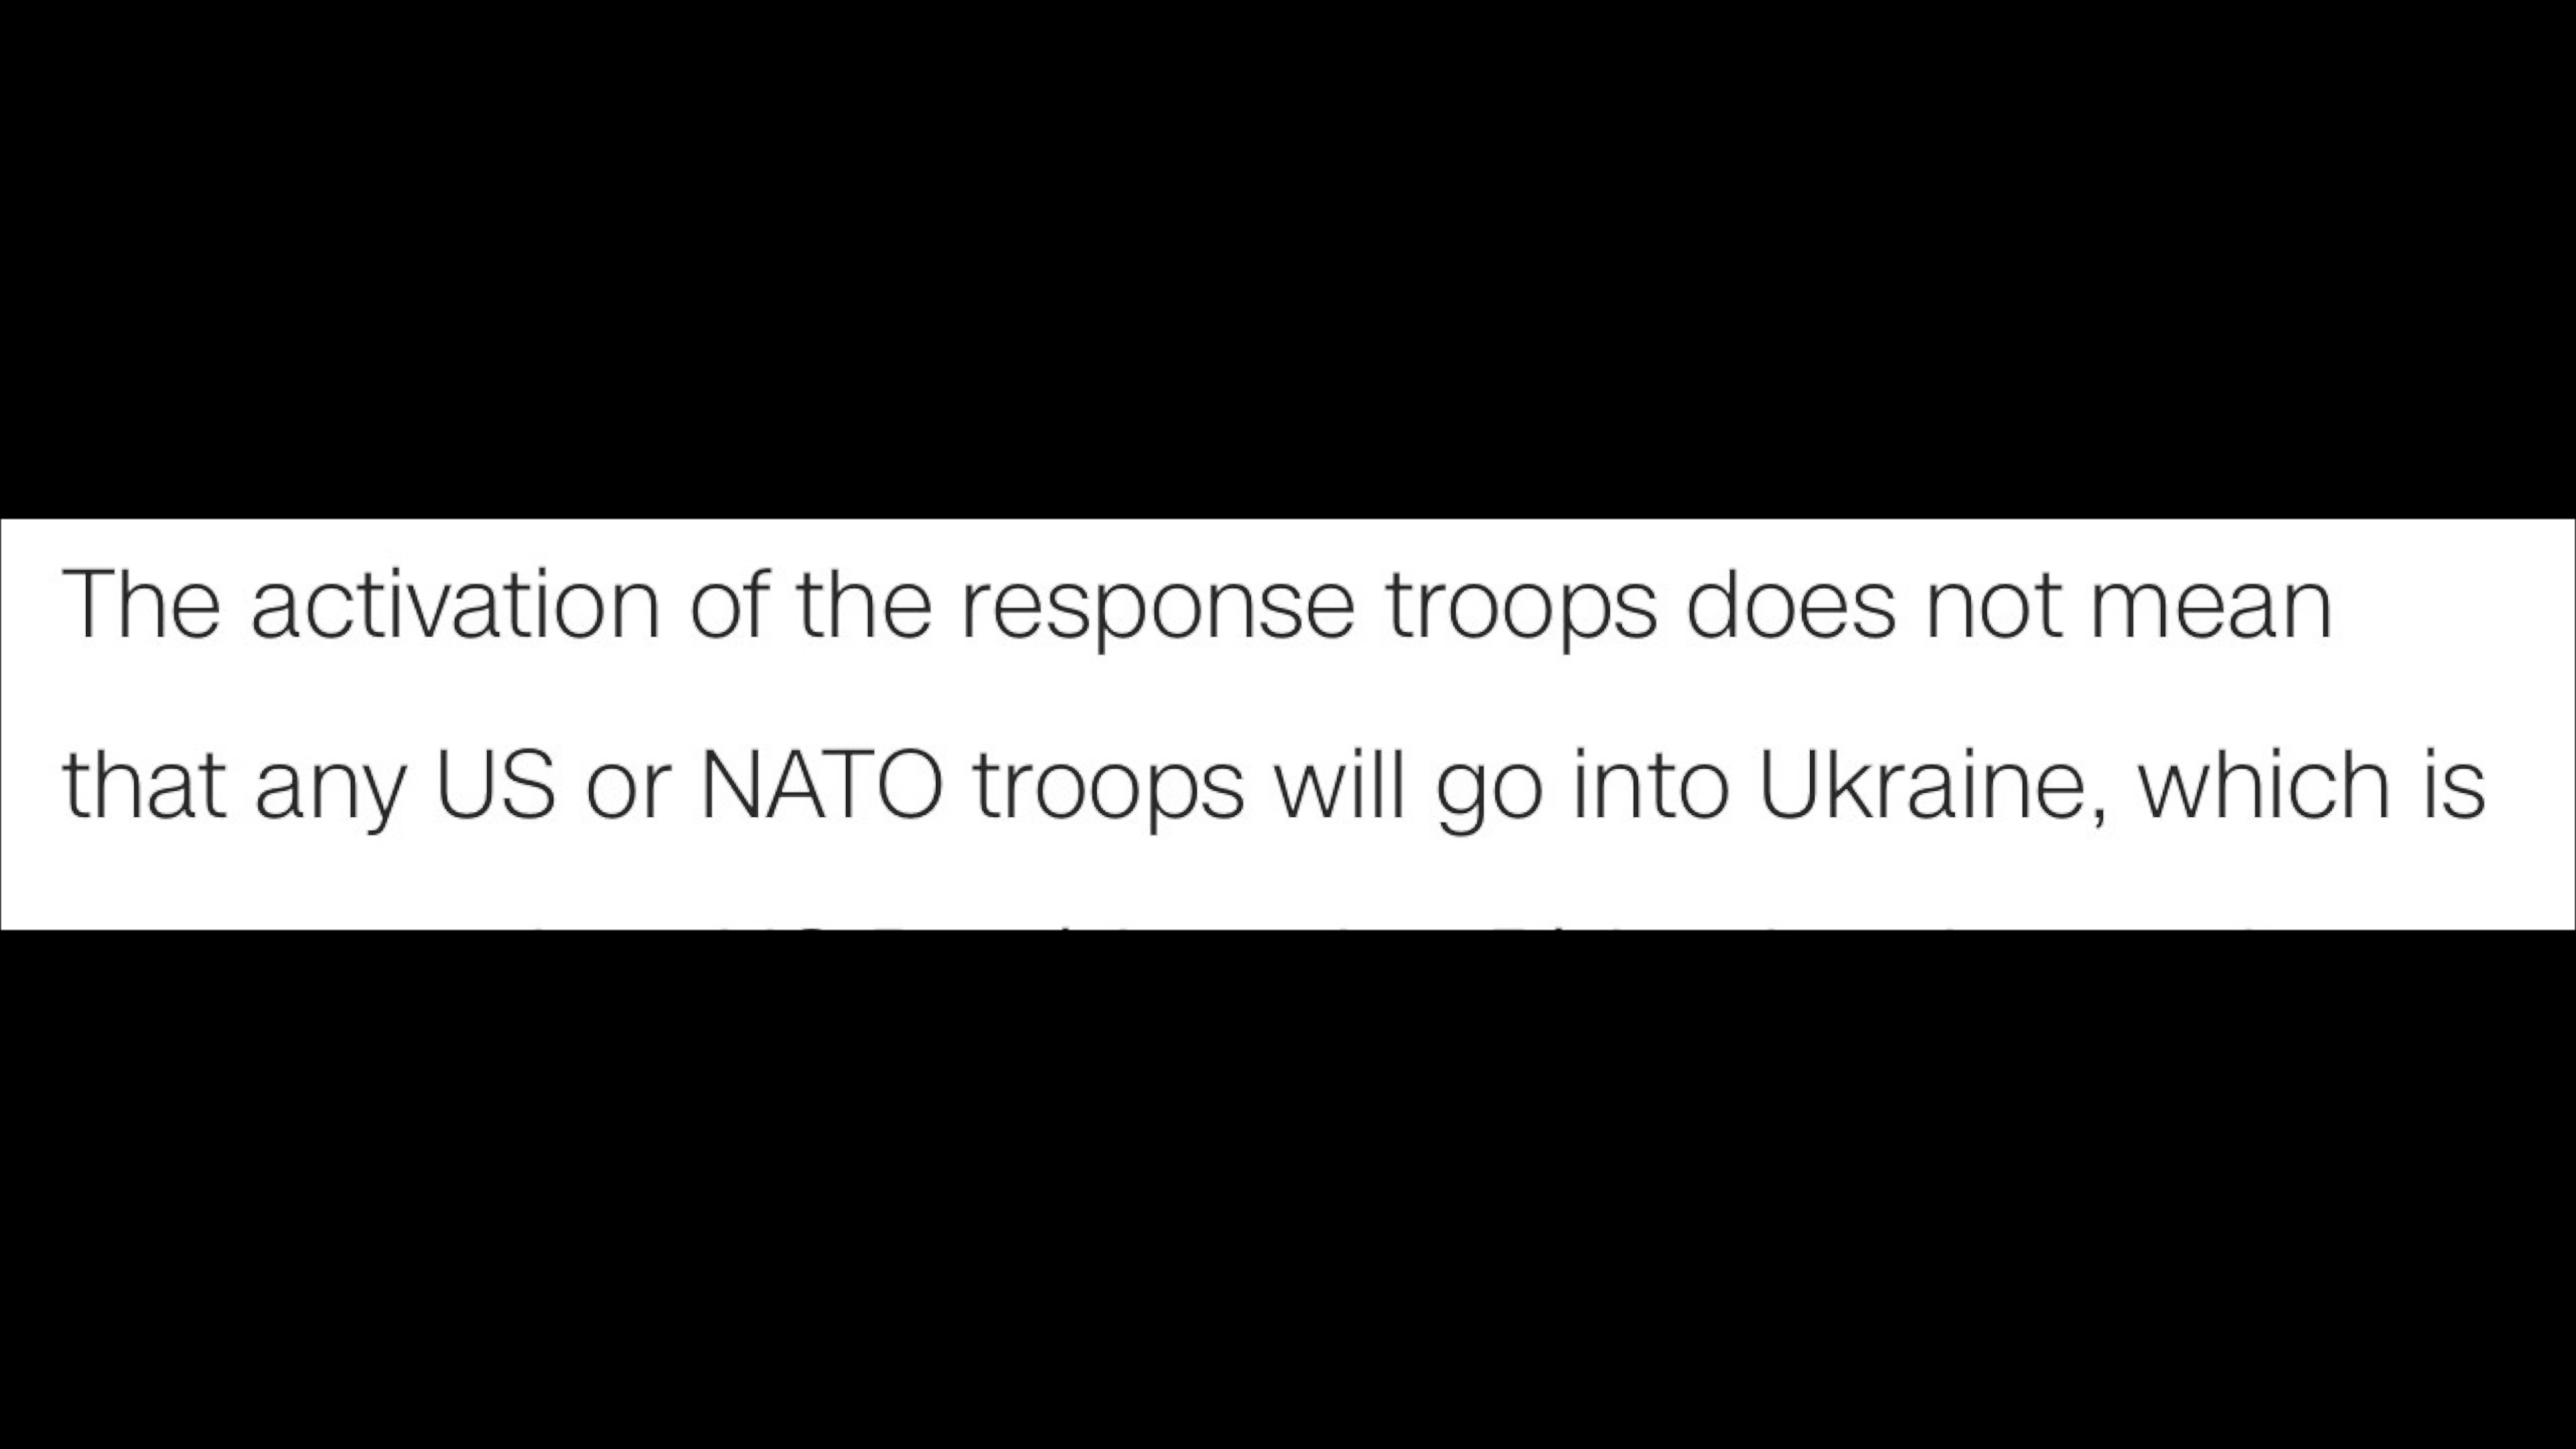 The activation of the response troops does not mean
that any US or NATO troops will go into Ukraine, which is